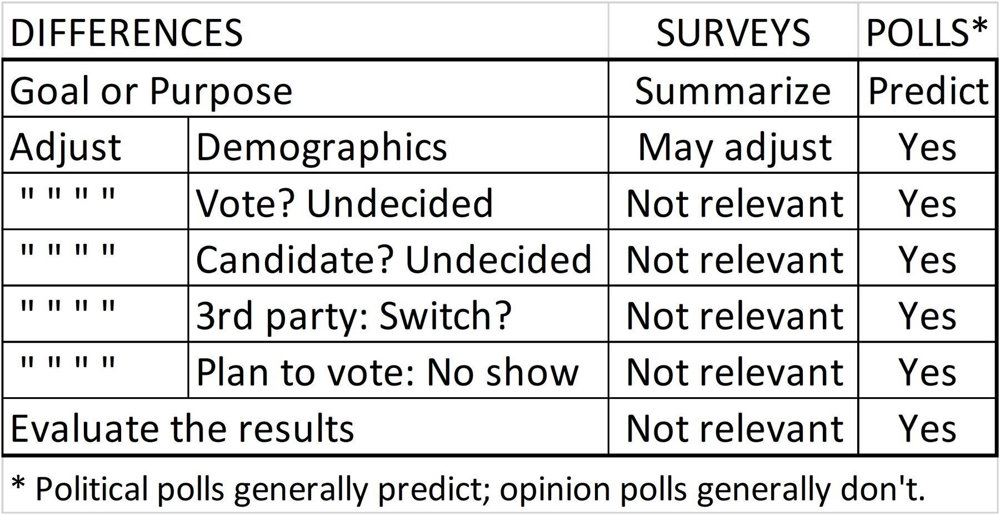 DIFFERENCES SURVEYS POLLS*
Goal or Purpose Summarize Predict
Adjust Demographics May adjust Yes
" " " " Vote? Undecided Not relevant Yes
" " " " Candidate? Undecided Not relevant Yes
" " " " 3rd party: Switch? Not relevant Yes
" " " " Plan to vote: No show Not relevant Yes
Evaluate the results Not relevant Yes
* Political polls generally predict; opinion polls generally don't.